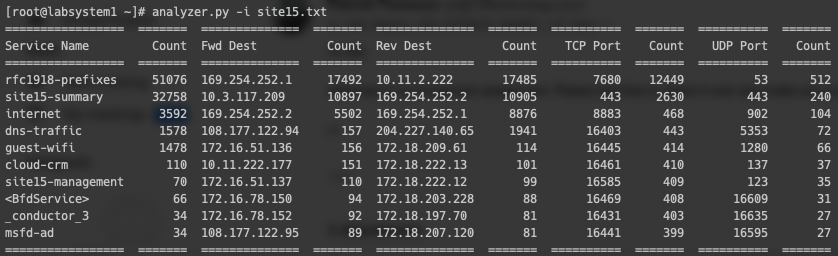 [root@labsystem1 ~]# analyzer.py -i site15.txt
================= ======= ============== ======= ============== ======= ======== ======= ======== =======
Service Name Count Fwd Dest Count Rev Dest Count TCP Port Count UDP Port Count
================= ======= ============== ======= ============== ======= ======== ======= ======== =======
rfc1918-prefixes 51076 169.254.252.1 17492 10.11.2.222 17485 7680 12449 53 512
site15-summary 32758 10.3.117.209 10897 169.254.252.2 10905 443 2630 443 240
internet 3592 169.254.252.2 5502 169.254.252.1 8876 8883 468 902 104
dns-traffic 1578 108.177.122.94 157 204.227.140.65 1941 16403 443 5353 72
guest-wifi 1478 172.16.51.136 156 172.18.209.61 114 16445 414 1280 66
cloud-crm 110 10.11.222.177 151 172.18.222.13 101 16461 410 137 37
site15-management 70 172.16.51.137 110 172.18.222.12 99 16585 409 123 35
<BfdService> 66 172.16.78.150 94 172.18.203.228 88 16469 408 16609 31
_conductor_3 34 172.16.78.152 92 172.18.197.70 81 16431 403 16635 27
msfd-ad 34 108.177.122.95 89 172.18.207.120 81 16441 399 16595 27
================= ======= ============== ======= ============== ======= ======== ======= ======== =======